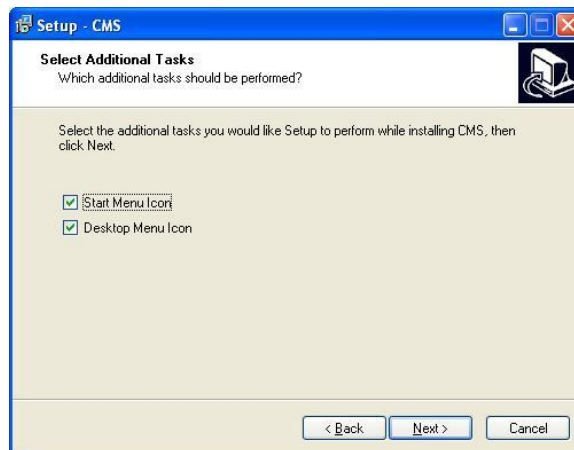 Setup - CMS
Select Additional Tasks
Which additional tasks should be performed?
Select the additional tasks you would like Setup to perform while installing CMS, then
click Next.
Start Menu Icon
Desktop Menu Icon
< Back
Next >
Cancel